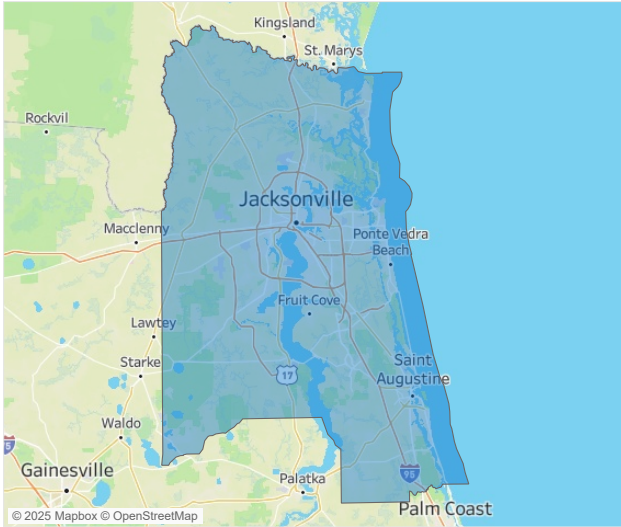 Kingsland
St. Marys
Rockvil
Jacksonville
Macclenny
Ponte Vedra
Beach
Fruit Cove
Lawtey
Starke
Saint
Augustine
17
Waldo
5
Gainesville
95
Palatka
Palm Coast
© 2025 Mapbox © OpenStreetMap